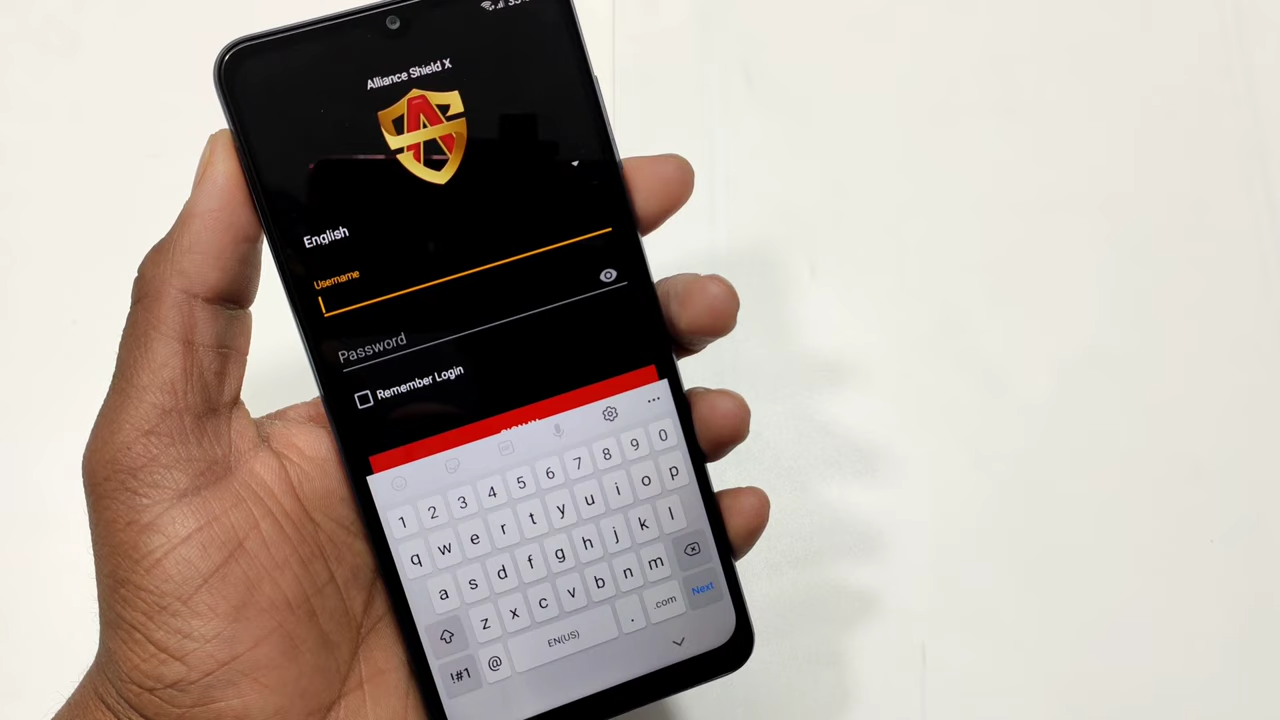 Alliance Shield X
English
Username
Password
Remember Login
1 2 3 4 5 6 7 8 9 0
q w e r t y u i o p
a s d f g h j k l
z x c v b n m
!#1 @ EN(US) . .com Next